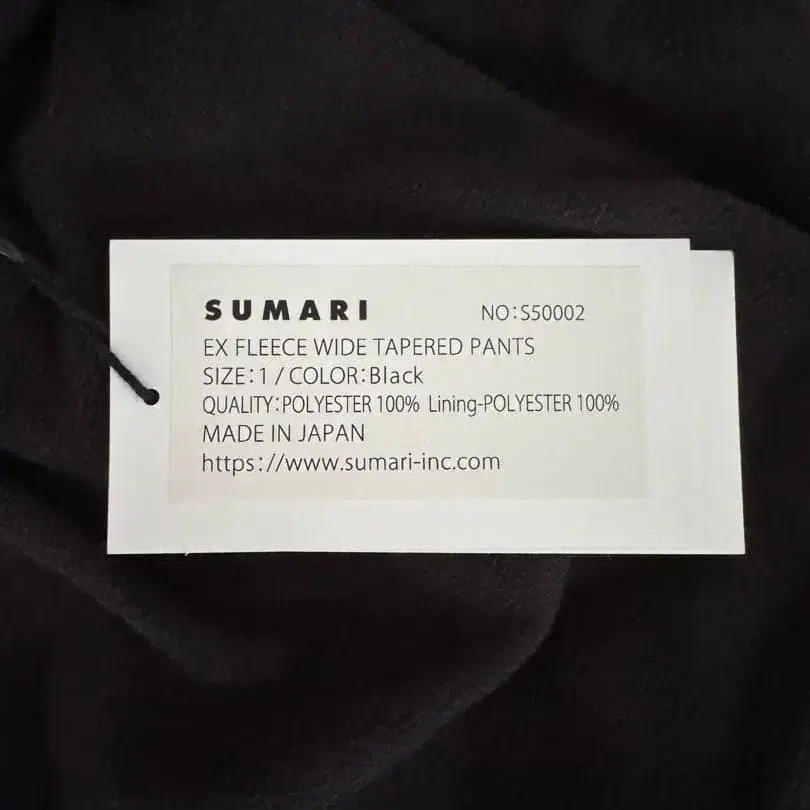 SUMARI NO:S50002
EX FLEECE WIDE TAPERED PANTS
SIZE:1 / COLOR:Black
QUALITY:POLYESTER 100% Lining-POLYESTER 100%
MADE IN JAPAN
https://www.sumari-inc.com